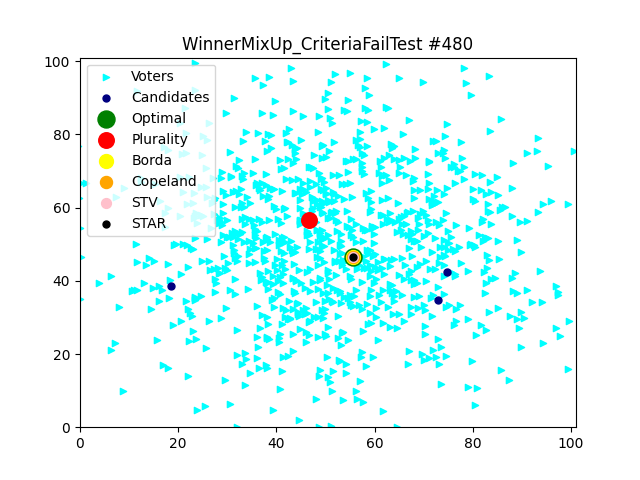 WinnerMixUp_CriteriaFailTest #480
100
80
60
40
20
0
Voters
Candidates
Optimal
Plurality
Borda
Copeland
STV
STAR
0 20 40 60 80 100